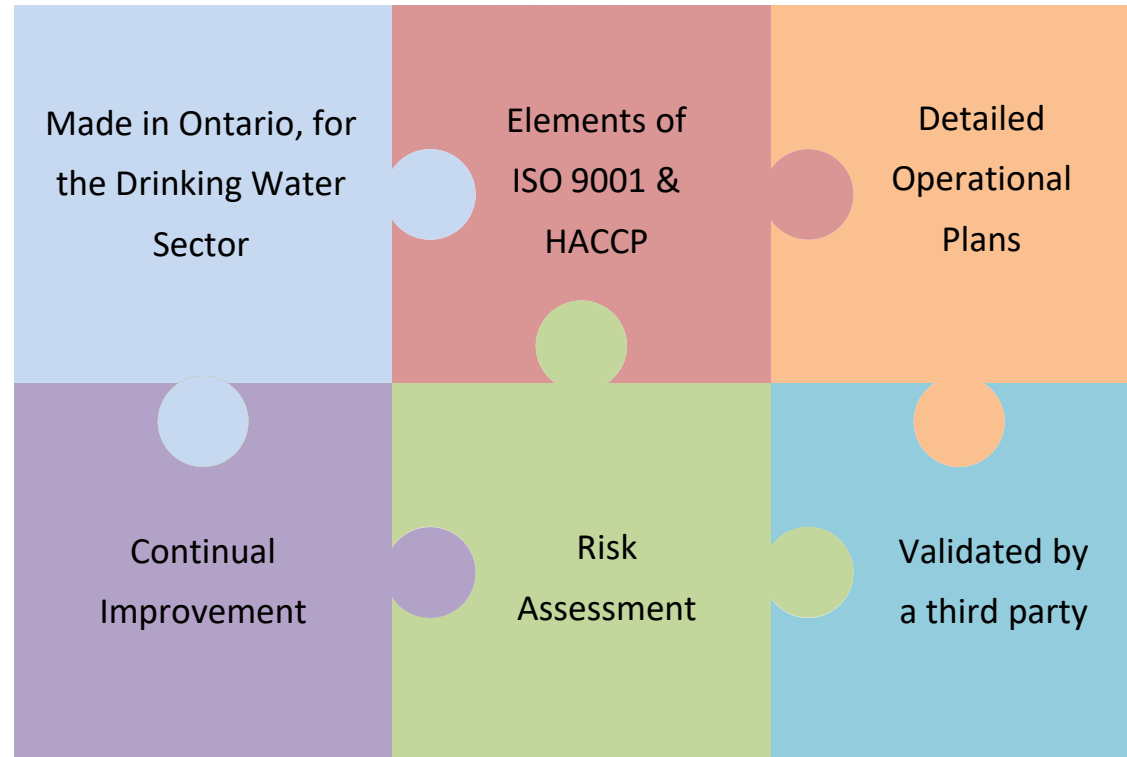 Made in Ontario, for
the Drinking Water
Sector
Elements of
ISO 9001 &
HACCP
Detailed
Operational
Plans
Continual
Improvement
Risk
Assessment
Validated by
a third party